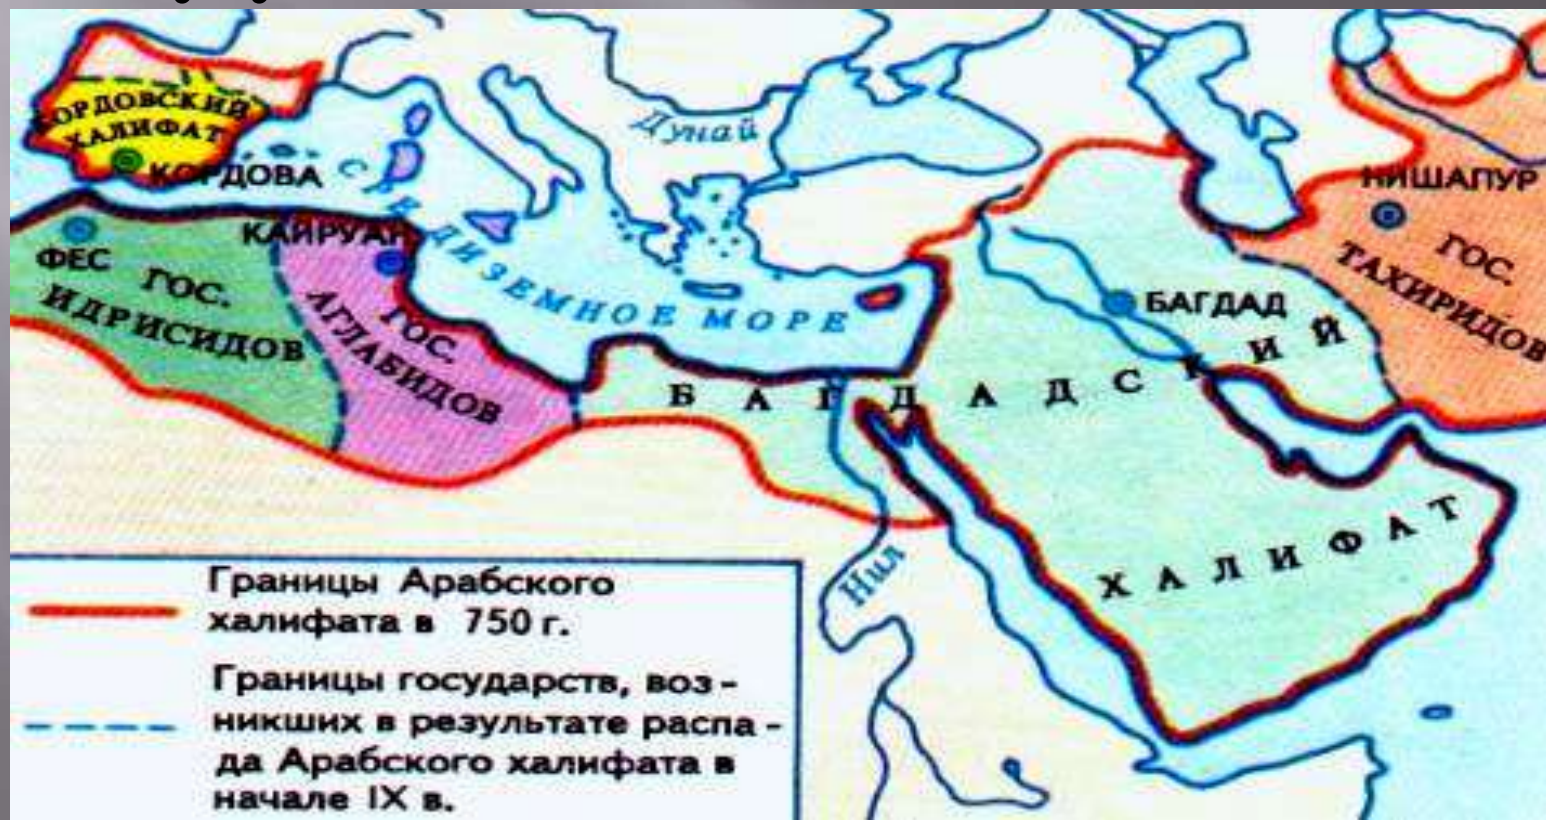 КОРДОВСКИЙ
ХАЛИФАТ
КОРДОВА
КАЙРУАН
ФЕС
ГОС.
ИДРИСИДОВ
ГОС.
АГЛАБИДОВ
СРЕДИЗЕМНОЕ МОРЕ
Дунай
НИШАПУР
ГОС.
ТАХИРИДОВ
БАГДАД
БАГДАДСКИЙ
ХАЛИФАТ
Нил
Границы Арабского
халифата в 750 г.
Границы государств, воз-
никших в результате распа-
да Арабского халифата в
начале IX в.